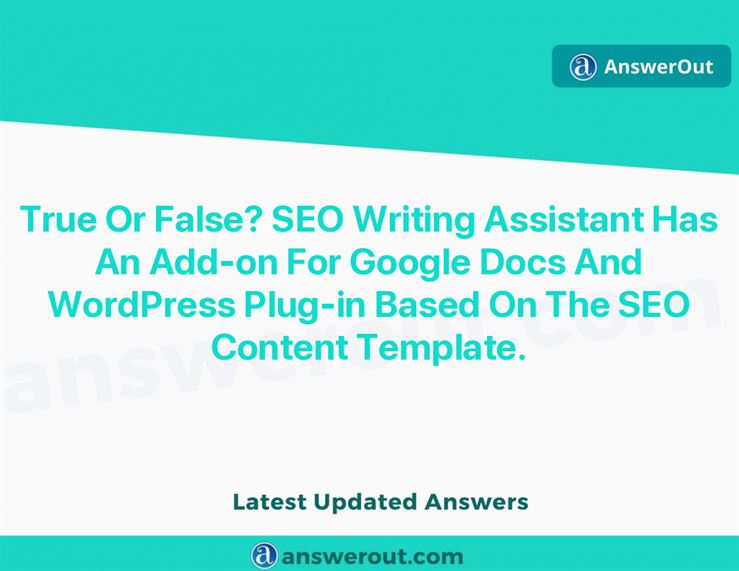 AnswerOut
True Or False? SEO Writing Assistant Has
An Add-on For Google Docs And
WordPress Plug-in Based On The SEO
Content Template.
answerout.com
Latest Updated Answers
answerout.com